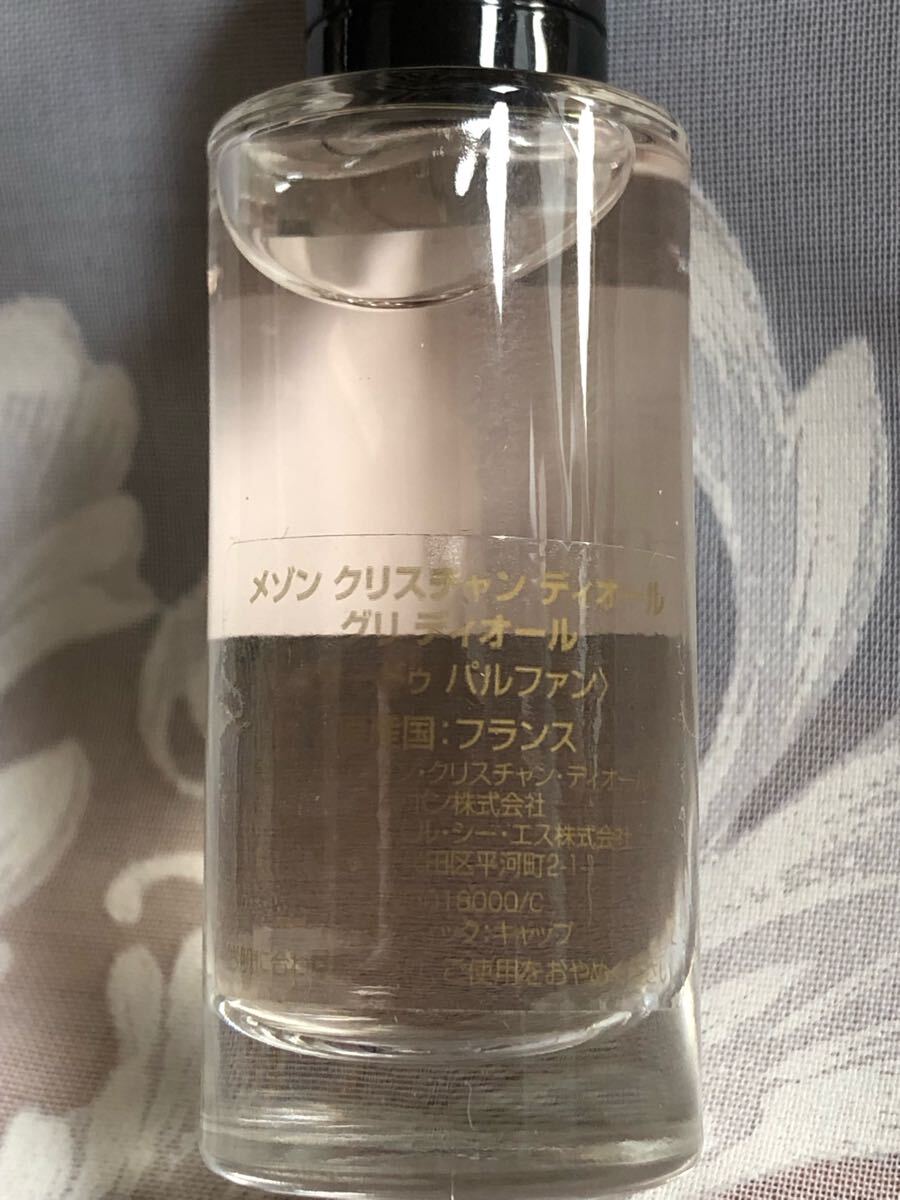 メゾン クリスチャン ディオール
グリ ディオール
パルファン〉
国:フランス
クリスチャン・ディオール
株式会社
ル・シー・エス株式会社
田区平河町2-1-1
18000/C
ック:キャップ
ご使用をおやめください